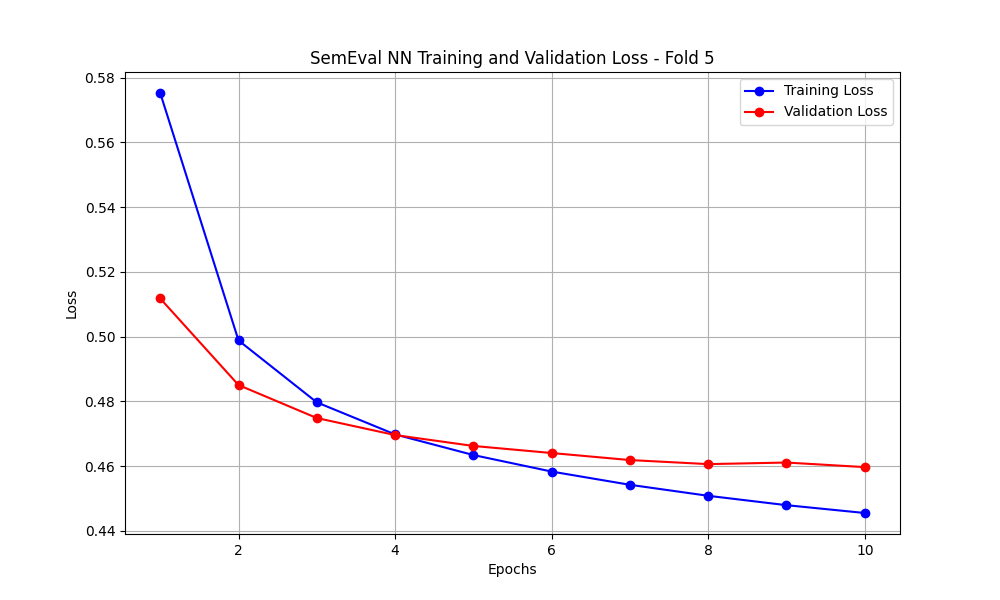 SemEval NN Training and Validation Loss - Fold 5
Training Loss
Validation Loss
0.58
0.56
0.54
0.52
0.50
0.48
0.46
0.44
Loss
2 4 6 8 10
Epochs